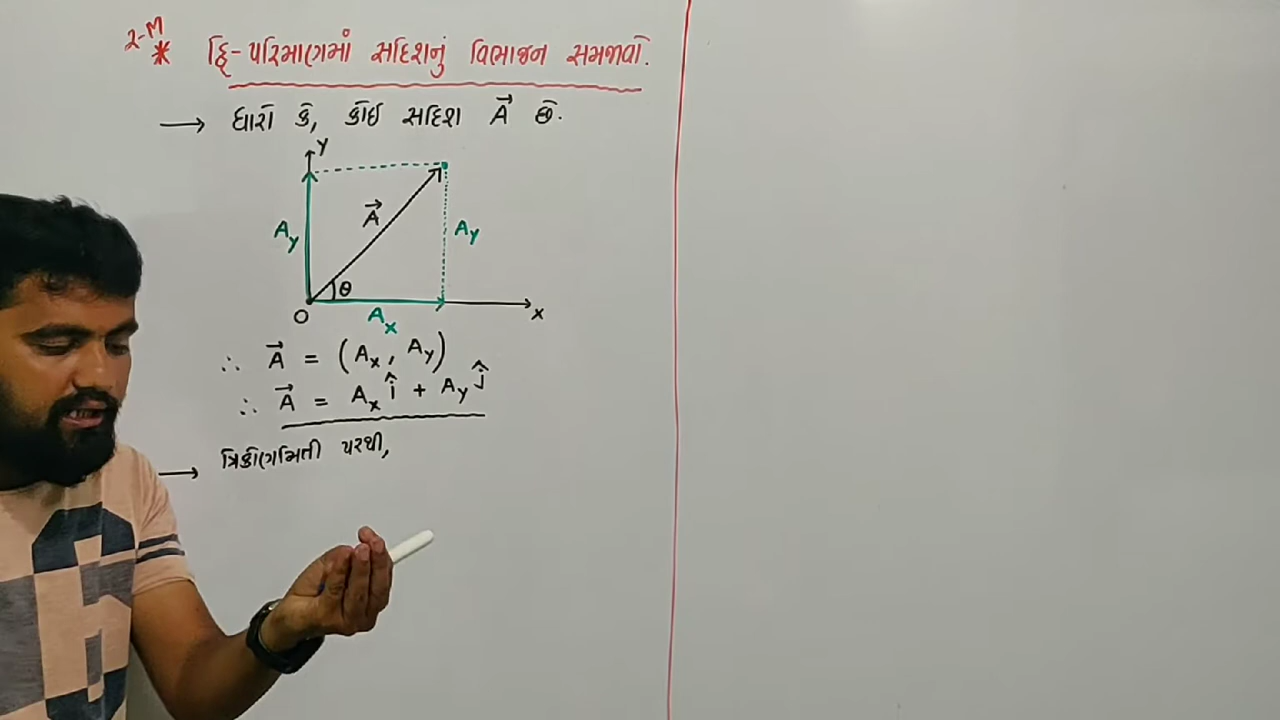 2-M
* દ્વિ-પરિમાણમાં સદિશનું વિભાજન સમજાવો.
→ ધારો કે, કોઈ સદિશ A⃗ છે.
Y
A⃗
Ay
Ay
θ
O
Ax
X
∴ A⃗ = (Ax, Ay)
∴ A⃗ = Ax î + Ay ĵ
→ ત્રિકોણમિતી પરથી,